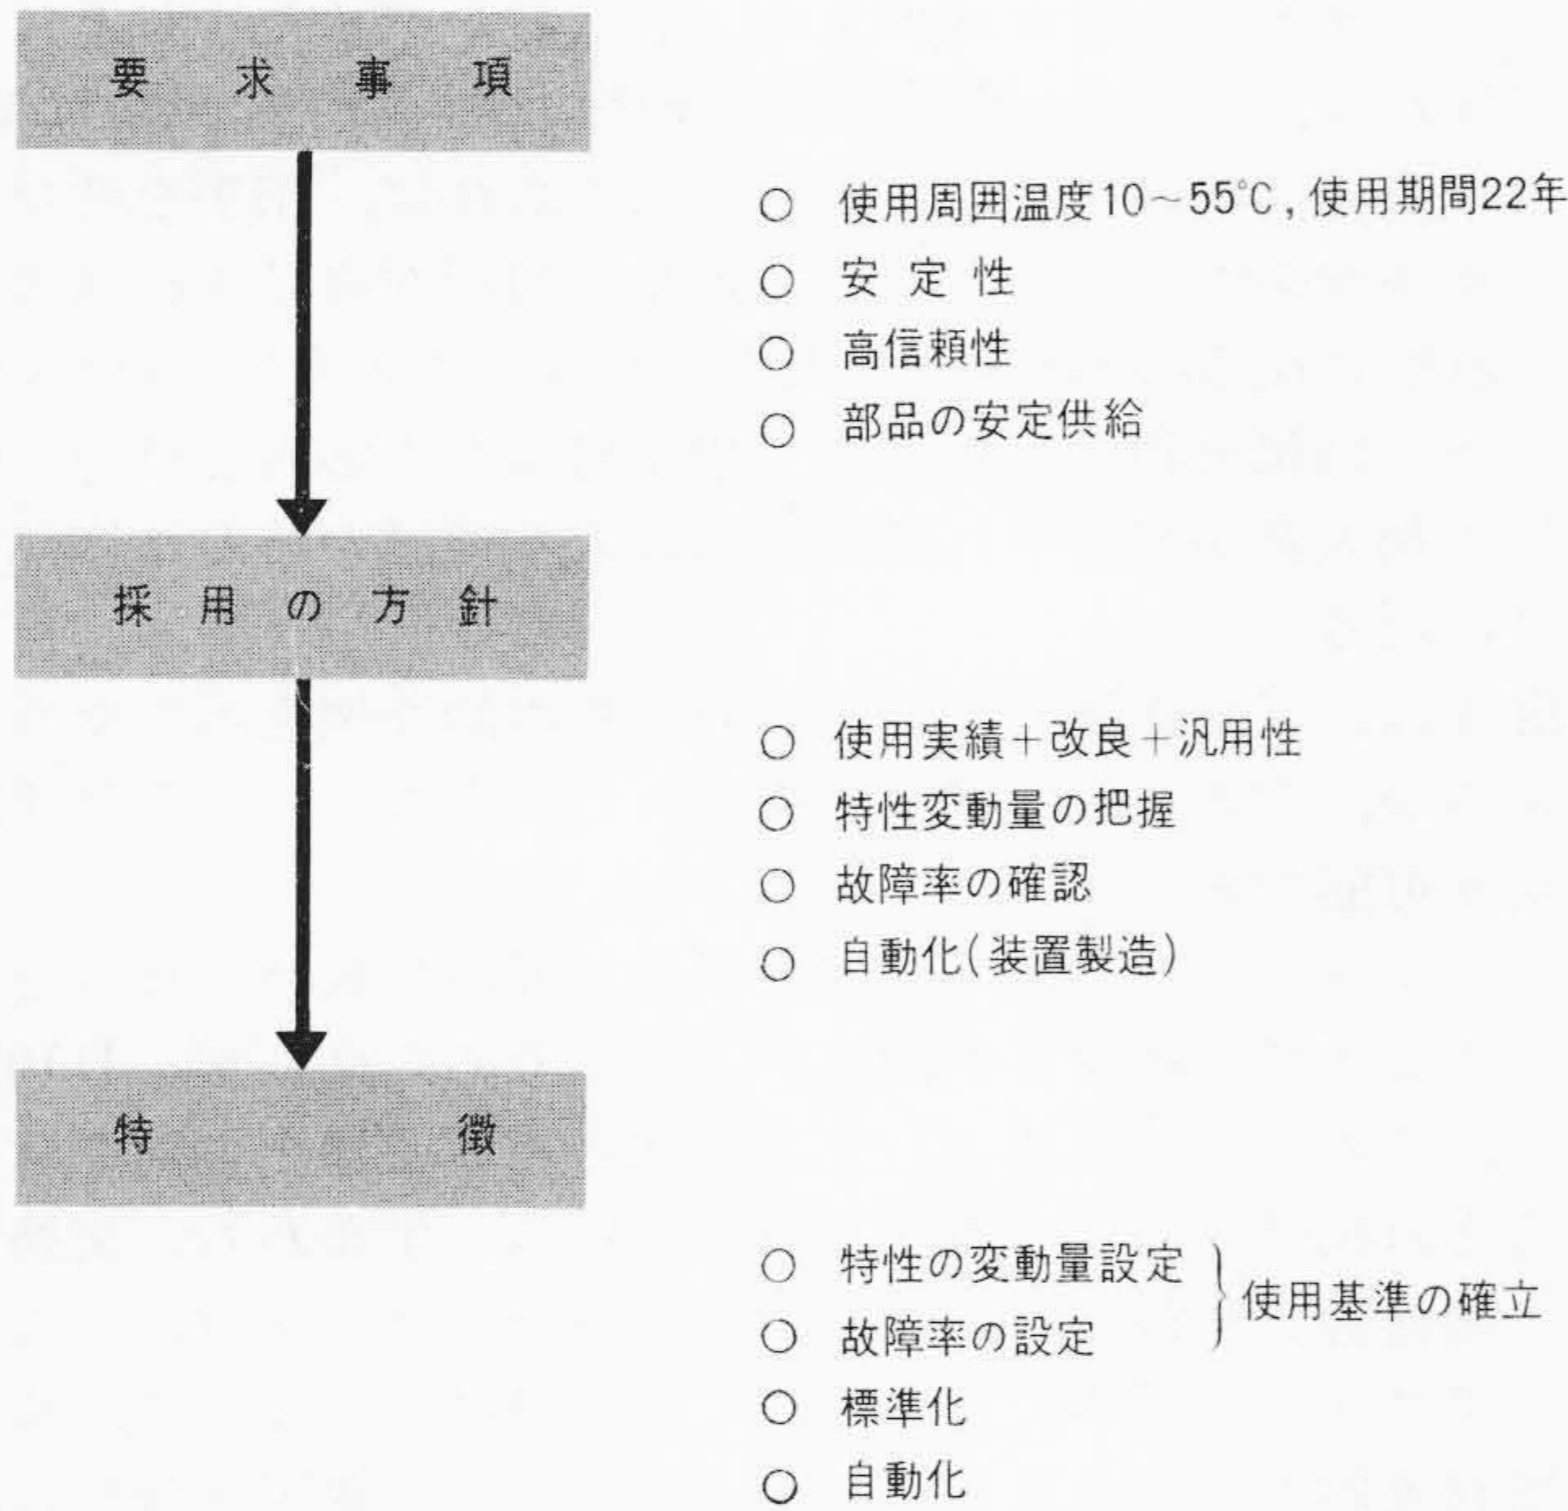 要求事項
○ 使用周囲温度10~55℃,使用期間22年
○ 安定性
○ 高信頼性
○ 部品の安定供給
採用の方針
○ 使用実績+改良+汎用性
○ 特性変動量の把握
○ 故障率の確認
○ 自動化(装置製造)
特徴
○ 特性の変動量設定
○ 故障率の設定
使用基準の確立
○ 標準化
○ 自動化